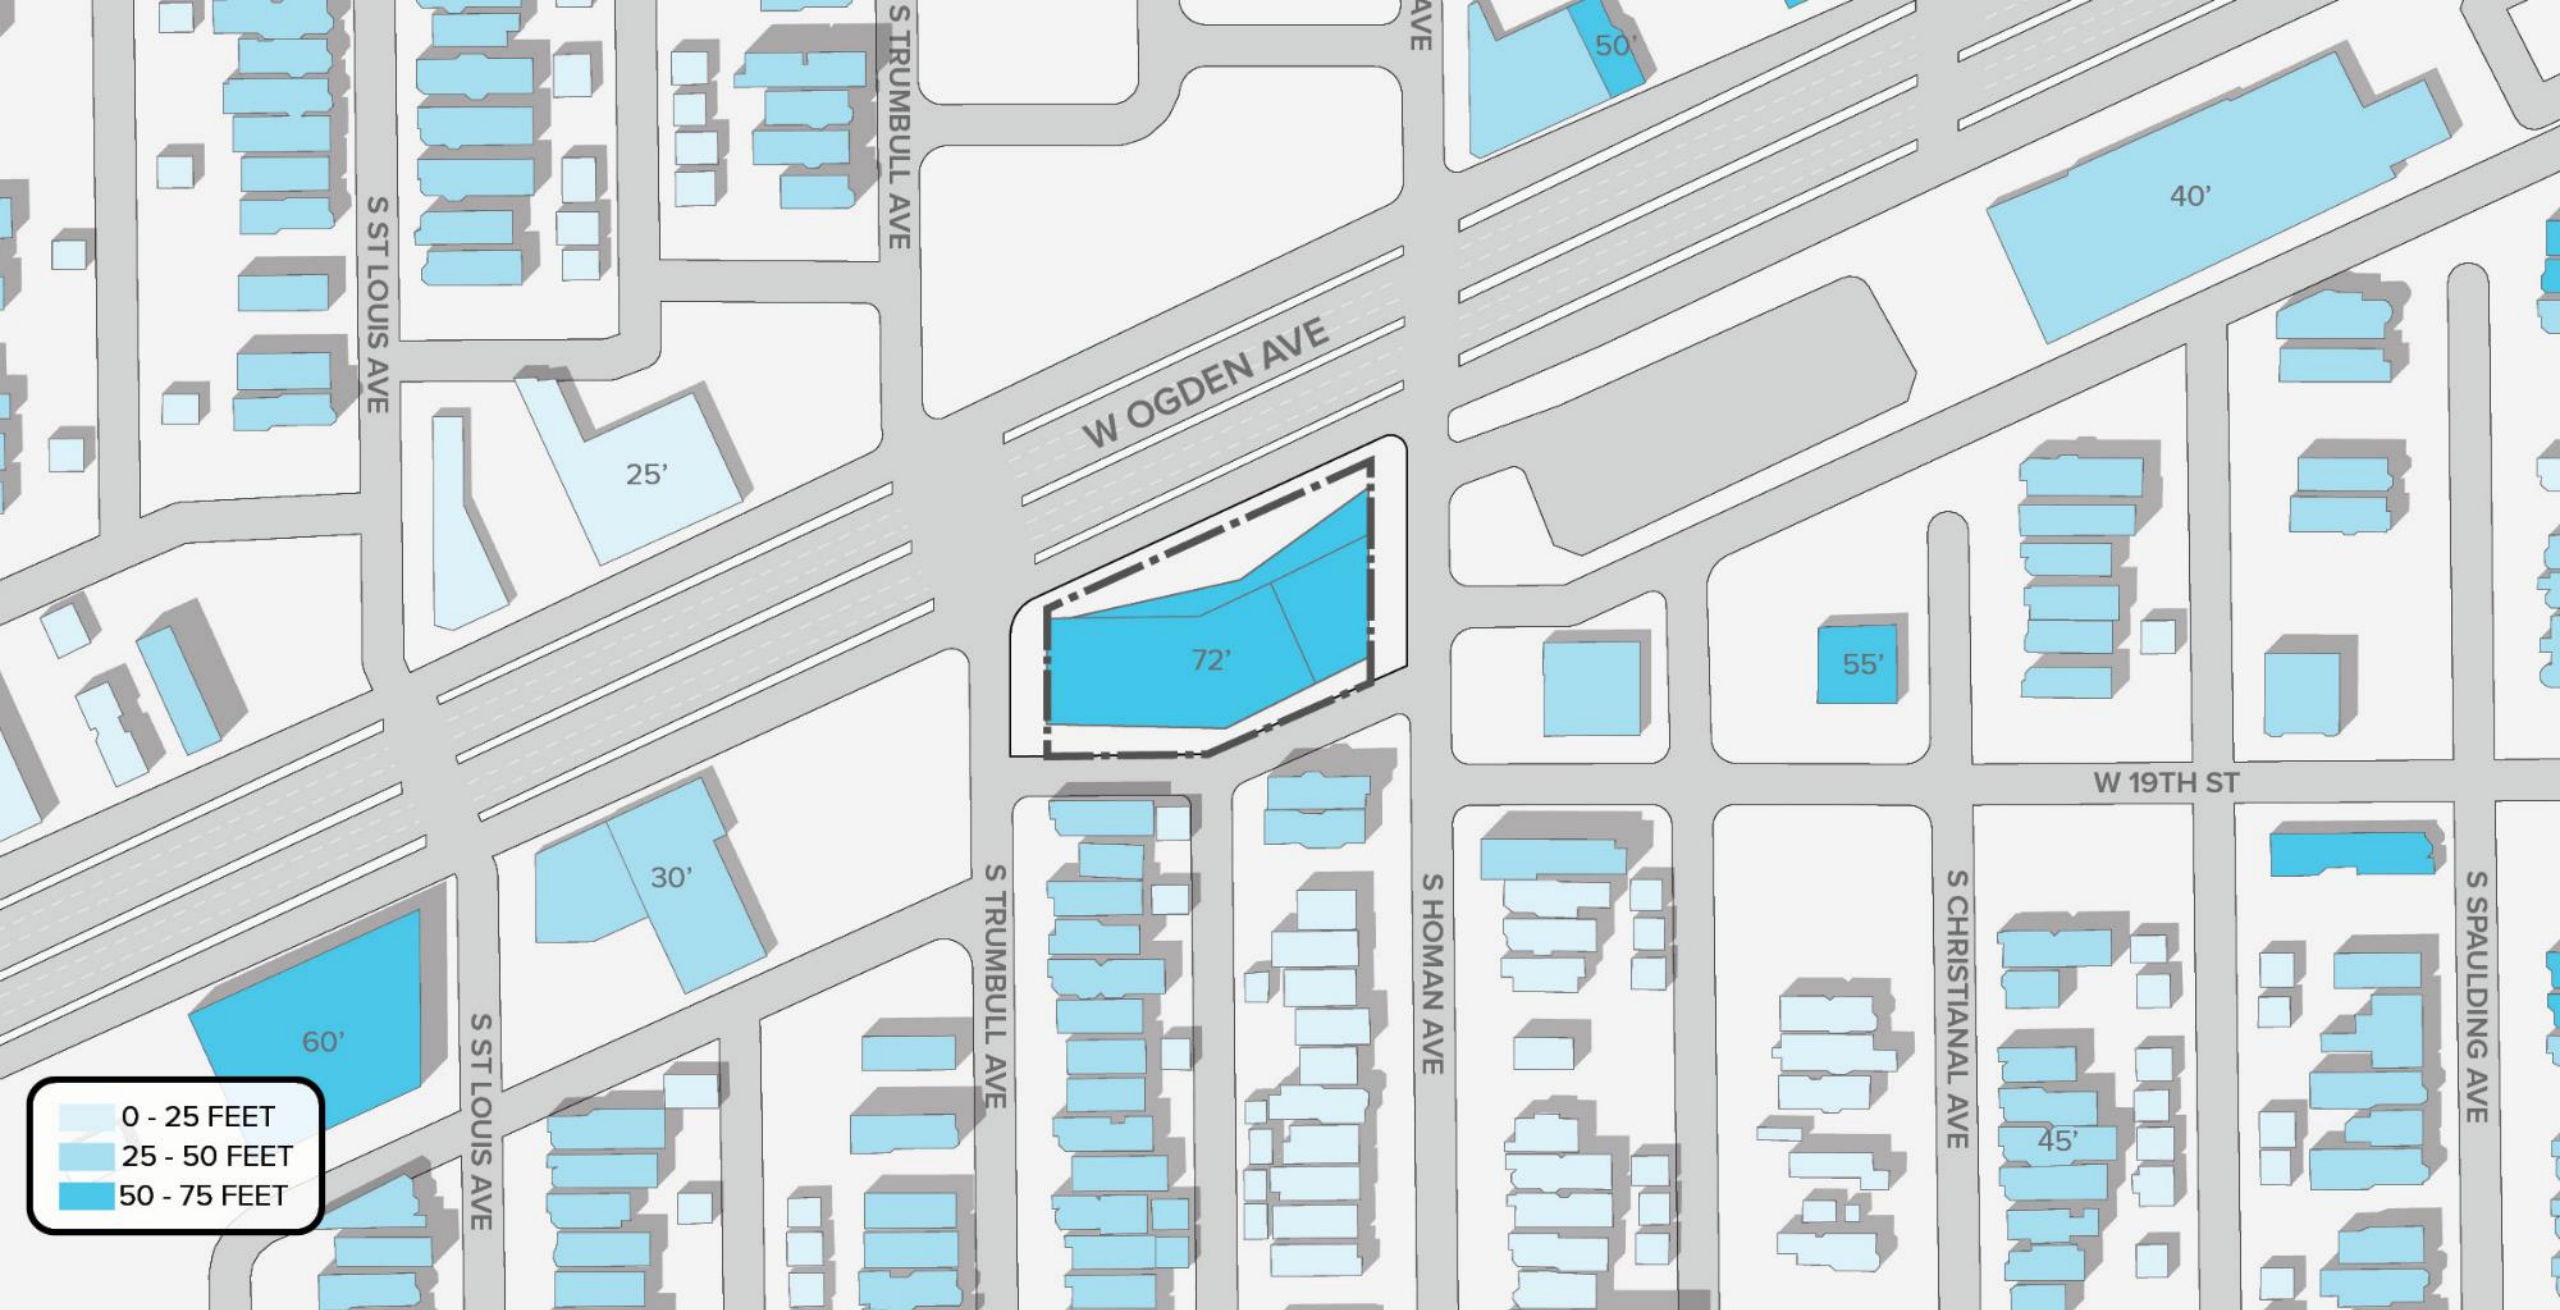 AVE
50'
S TRUMBULL AVE
40'
S ST LOUIS AVE
W OGDEN AVE
25'
72'
55'
W 19TH ST
30'
S TRUMBULL AVE
S HOMAN AVE
S CHRISTIANAL AVE
S SPAULDING AVE
60'
S ST LOUIS AVE
45'
0 - 25 FEET
25 - 50 FEET
50 - 75 FEET